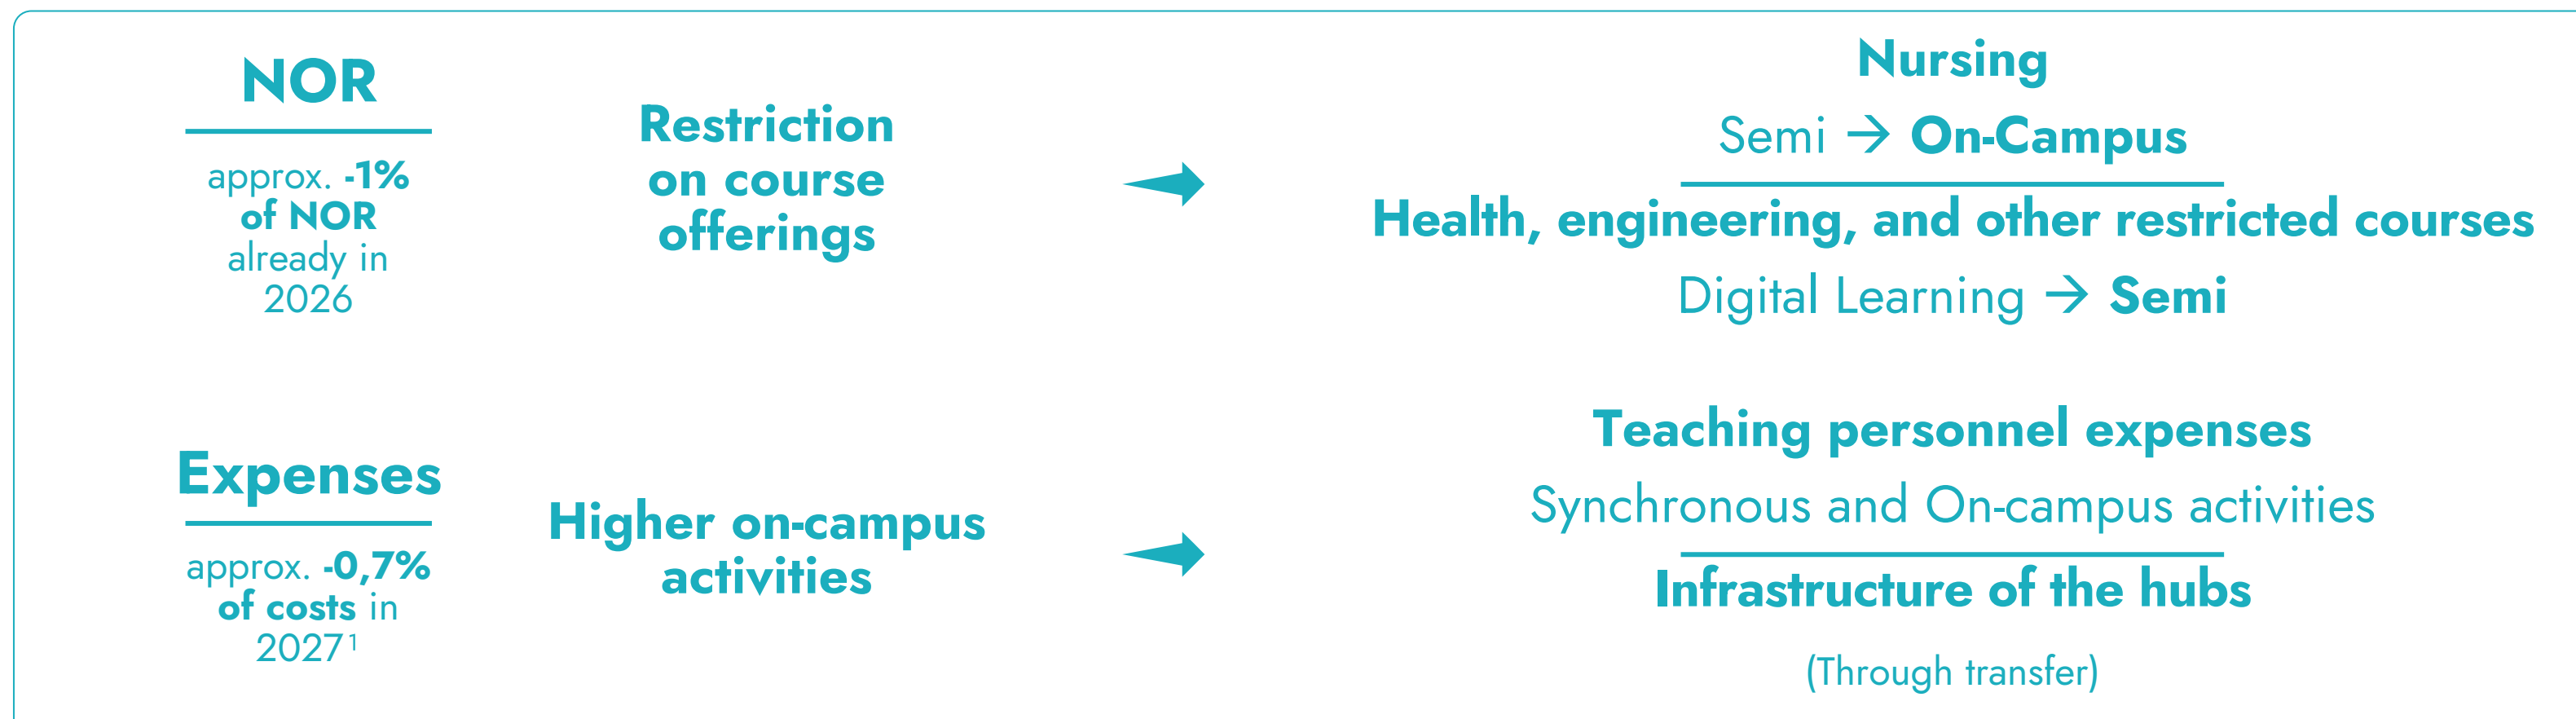 NOR
approx. -1%
of NOR
already in
2026
Restriction
on course
offerings
Nursing
Semi → On-Campus
Health, engineering, and other restricted courses
Digital Learning → Semi
Expenses
approx. -0,7%
of costs in
2027¹
Higher on-campus
activities
Teaching personnel expenses
Synchronous and On-campus activities
Infrastructure of the hubs
(Through transfer)